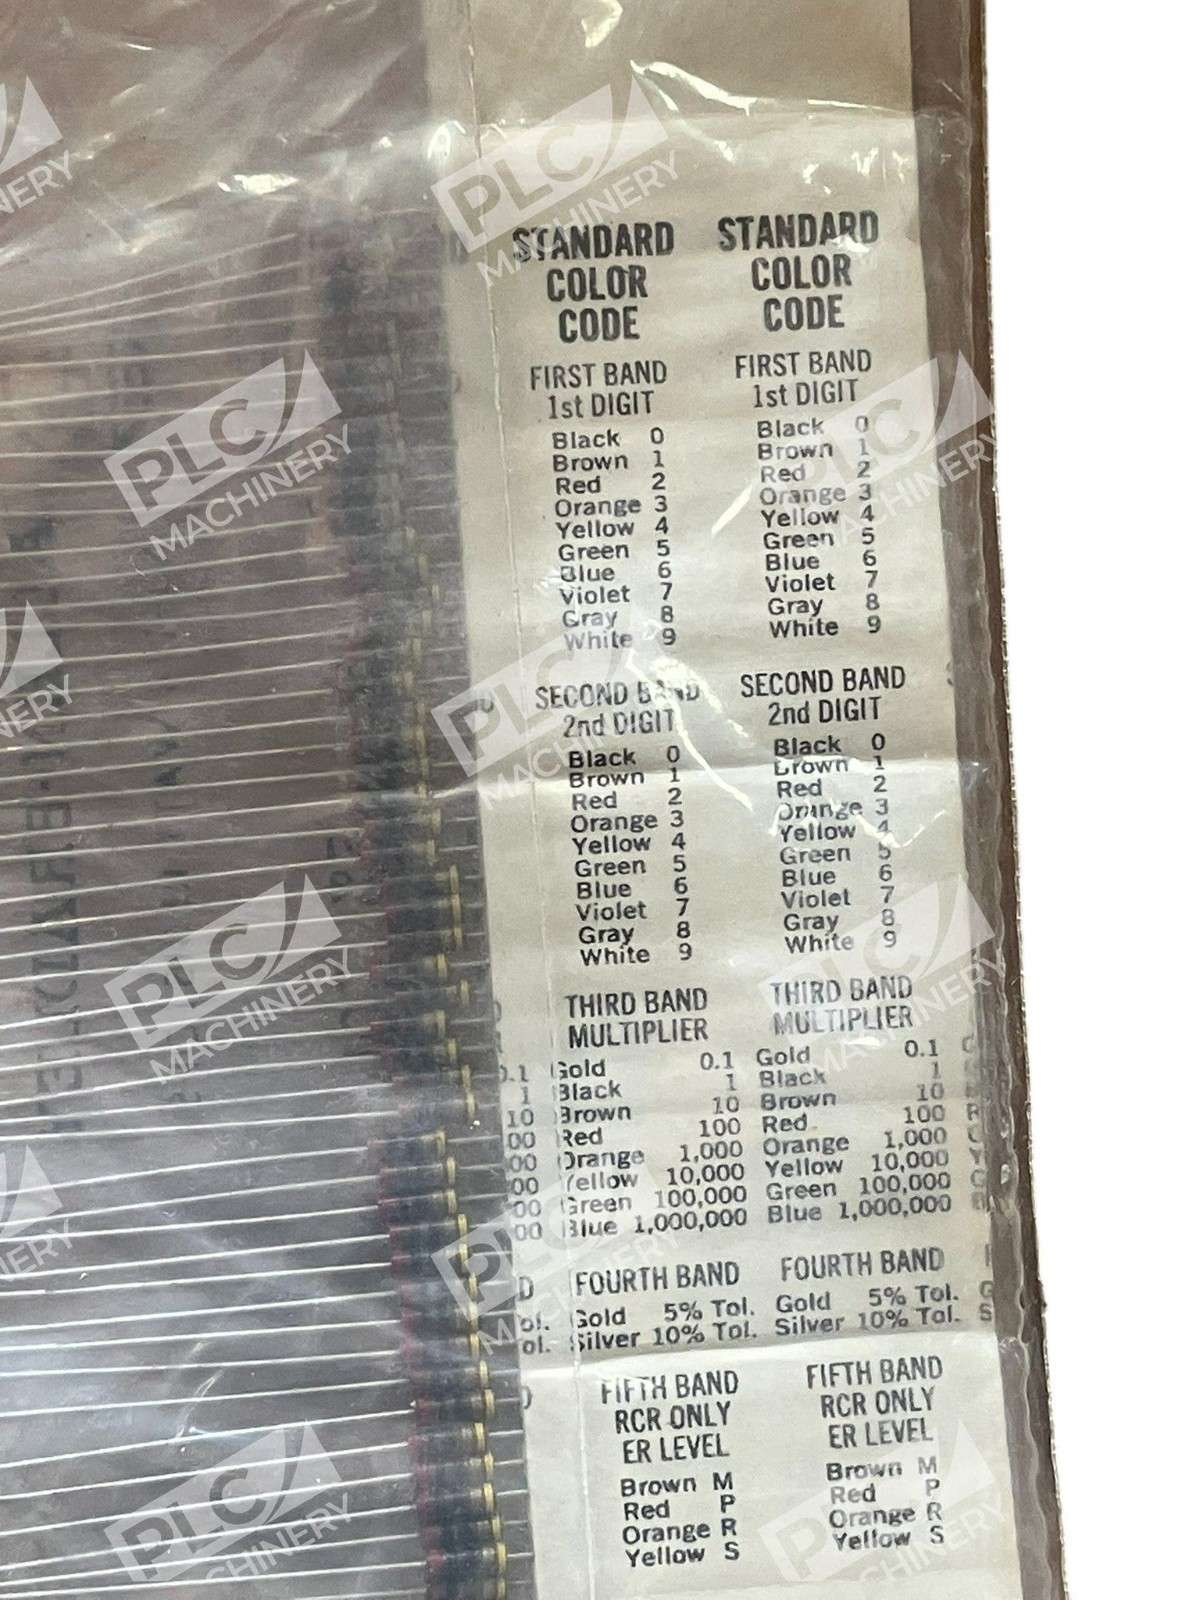 STANDARD
COLOR
CODE
FIRST BAND
1st DIGIT
Black 0
Brown 1
Red 2
Orange 3
Yellow 4
Green 5
Blue 6
Violet 7
Gray 8
White 9
SECOND BAND
2nd DIGIT
Black 0
Brown 1
Red 2
Orange 3
Yellow 4
Green 5
Blue 6
Violet 7
Gray 8
White 9
THIRD BAND
MULTIPLIER
Gold 0.1
Black 1
Brown 10
Red 100
Orange 1,000
Yellow 10,000
Green 100,000
Blue 1,000,000
FOURTH BAND
Gold 5% Tol.
Silver 10% Tol.
FIFTH BAND
RCR ONLY
ER LEVEL
Brown M
Red P
Orange R
Yellow S
STANDARD
COLOR
CODE
FIRST BAND
1st DIGIT
Black 0
Brown 1
Red 2
Orange 3
Yellow 4
Green 5
Blue 6
Violet 7
Gray 8
White 9
SECOND BAND
2nd DIGIT
Black 0
Brown 1
Red 2
Orange 3
Yellow 4
Green 5
Blue 6
Violet 7
Gray 8
White 9
THIRD BAND
MULTIPLIER
Gold 0.1
Black 1
Brown 10
Red 100
Orange 1,000
Yellow 10,000
Green 100,000
Blue 1,000,000
FOURTH BAND
Gold 5% Tol.
Silver 10% Tol.
FIFTH BAND
RCR ONLY
ER LEVEL
Brown M
Red P
Orange R
Yellow S
PLC
MACHINERY